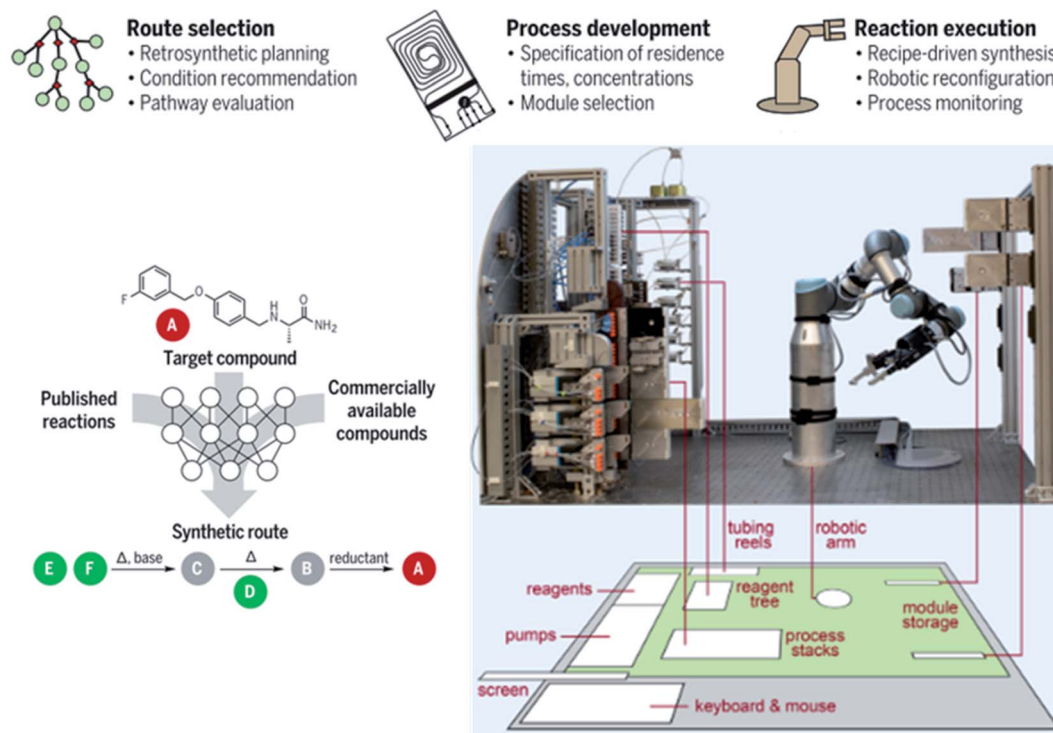 Route selection
• Retrosynthetic planning
• Condition recommendation
• Pathway evaluation
Process development
• Specification of residence
times, concentrations
• Module selection
Reaction execution
• Recipe-driven synthesis
• Robotic reconfiguration
• Process monitoring
F
O
H
N
O
NH₂
A
Target compound
Published
reactions
Commercially
available
compounds
Synthetic route
E F Δ, base C Δ B reductant A
D
tubing
reels
robotic
arm
reagents
reagent
tree
module
storage
pumps
process
stacks
screen
keyboard & mouse